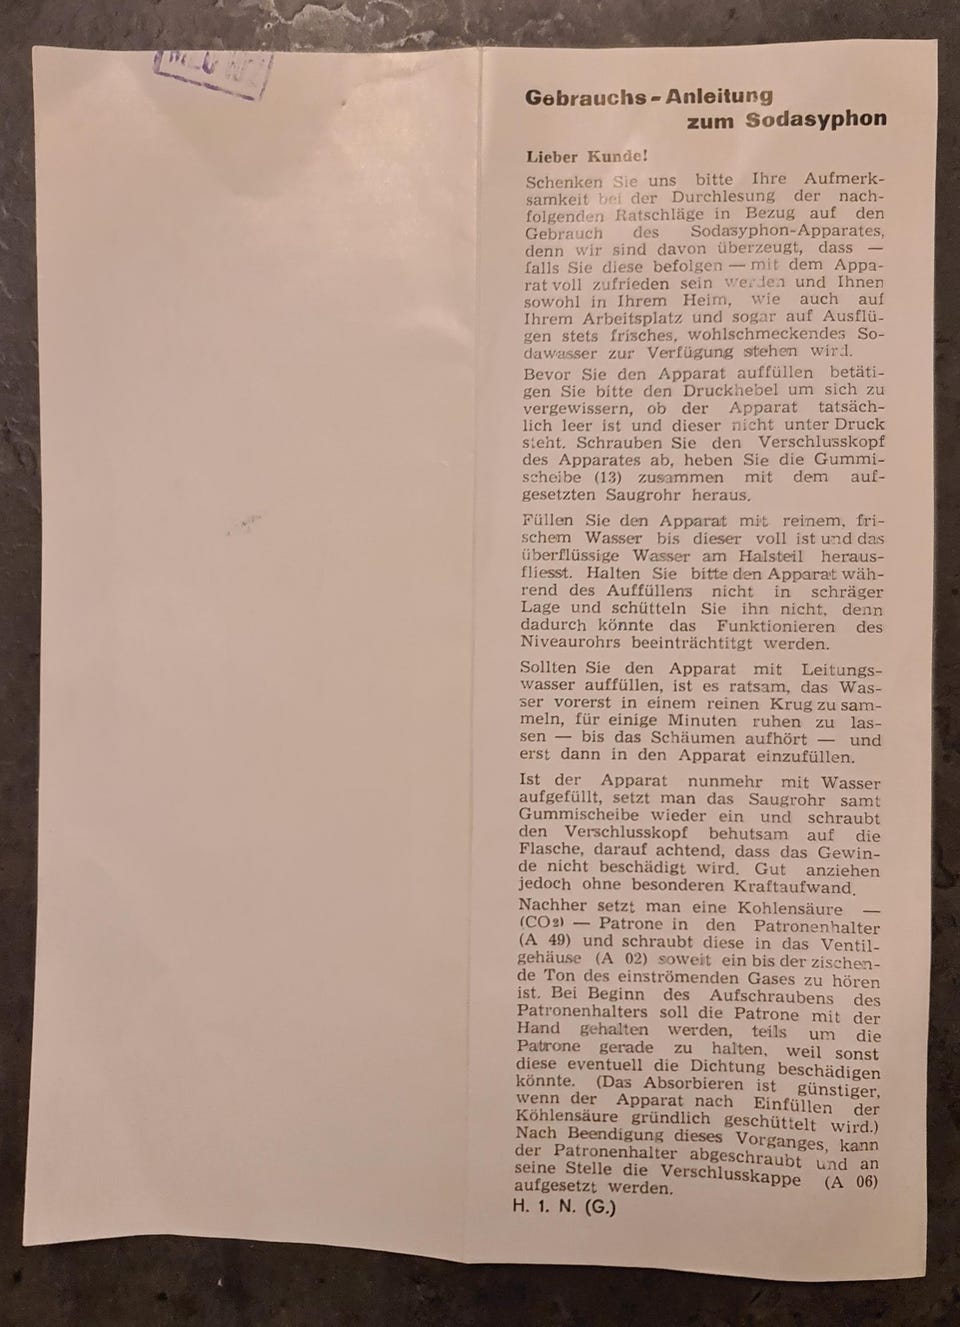 Gebrauchs-Anleitung
zum Sodasyphon
Lieber Kunde!
Schenken Sie uns bitte Ihre Aufmerk-
samkeit bei der Durchlesung der nach-
folgenden Ratschläge in Bezug auf den
Gebrauch des Sodasyphon-Apparates,
denn wir sind davon überzeugt, dass —
falls Sie diese befolgen — mit dem Appa-
rat voll zufrieden sein werden und Ihnen
sowohl in Ihrem Heim, wie auch auf
Ihrem Arbeitsplatz und sogar auf Ausflü-
gen stets frisches, wohlschmeckendes So-
dawasser zur Verfügung stehen wird.
Bevor Sie den Apparat auffüllen betäti-
gen Sie bitte den Druckhebel um sich zu
vergewissern, ob der Apparat tatsäch-
lich leer ist und dieser nicht unter Druck
steht. Schrauben Sie den Verschlusskopf
des Apparates ab, heben Sie die Gummi-
scheibe (13) zusammen mit dem auf-
gesetzten Saugrohr heraus.
Füllen Sie den Apparat mit reinem, fri-
schem Wasser bis dieser voll ist und das
überflüssige Wasser am Halsteil heraus-
fliesst. Halten Sie bitte den Apparat wäh-
rend des Auffüllens nicht in schräger
Lage und schütteln Sie ihn nicht, denn
dadurch könnte das Funktionieren des
Niveaurohrs beeinträchtitgt werden.
Sollten Sie den Apparat mit Leitungs-
wasser auffüllen, ist es ratsam, das Was-
ser vorerst in einem reinen Krug zu sam-
meln, für einige Minuten ruhen zu las-
sen — bis das Schäumen aufhört — und
erst dann in den Apparat einzufüllen.
Ist der Apparat nunmehr mit Wasser
aufgefüllt, setzt man das Saugrohr samt
Gummischeibe wieder ein und schraubt
den Verschlusskopf behutsam auf die
Flasche, darauf achtend, dass das Gewin-
de nicht beschädigt wird. Gut anziehen
jedoch ohne besonderen Kraftaufwand.
Nachher setzt man eine Kohlensäure —
(CO2) — Patrone in den Patronenhalter
(A 49) und schraubt diese in das Ventil-
gehäuse (A 02) soweit ein bis der zischen-
de Ton des einströmenden Gases zu hören
ist. Bei Beginn des Aufschraubens des
Patronenhalters soll die Patrone mit der
Hand gehalten werden, teils um die
Patrone gerade zu halten, weil sonst
diese eventuell die Dichtung beschädigen
könnte. (Das Absorbieren ist günstiger,
wenn der Apparat nach Einfüllen der
Köhlensäure gründlich geschüttelt wird.)
Nach Beendigung dieses Vorganges, kann
der Patronenhalter abgeschraubt und an
seine Stelle die Verschlusskappe (A 06)
aufgesetzt werden.
H. 1. N. (G.)